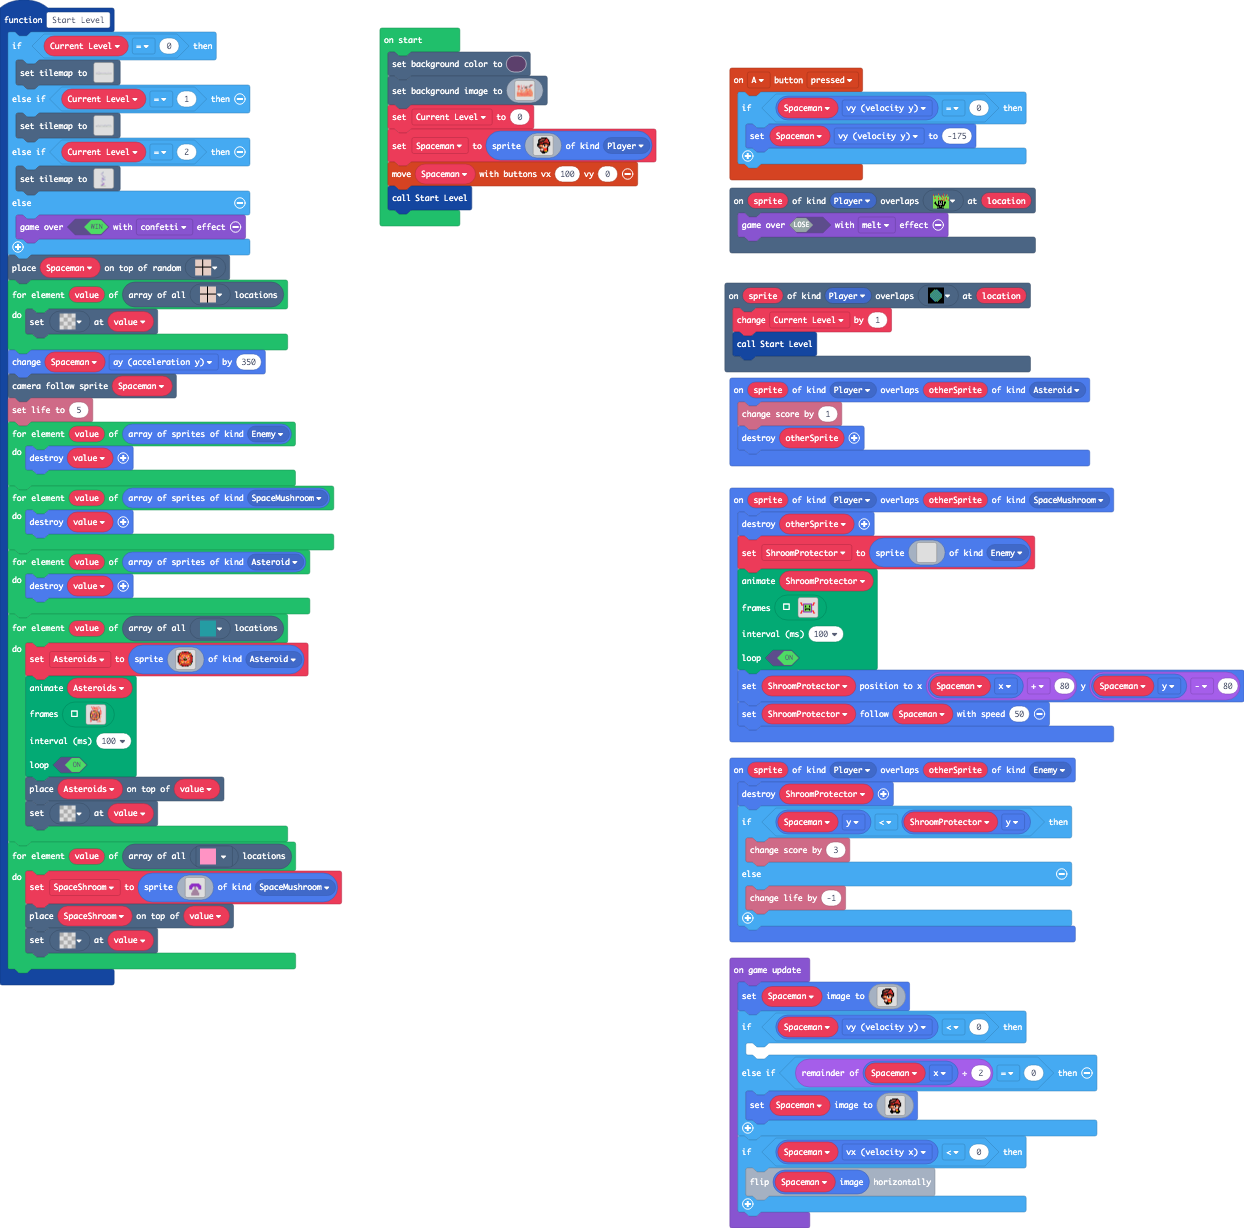 function Start Level
if Current Level = 0 then
set tilemap to
else if Current Level = 1 then
set tilemap to
else if Current Level = 2 then
set tilemap to
else
game over WIN with confetti effect
place Spaceman on top of random
for element value of array of all locations
do set at value
change Spaceman ay (acceleration y) by 350
camera follow sprite Spaceman
set life to 5
for element value of array of sprites of kind Enemy
do destroy value
for element value of array of sprites of kind SpaceMushroom
do destroy value
for element value of array of sprites of kind Asteroid
do destroy value
for element value of array of all locations
do set Asteroids to sprite of kind Asteroid
animate Asteroids
frames
interval (ms) 100
loop ON
place Asteroids on top of value
set at value
for element value of array of all locations
do set SpaceShroom to sprite of kind SpaceMushroom
place SpaceShroom on top of value
set at value
on start
set background color to
set background image to
set Current Level to 0
set Spaceman to sprite of kind Player
move Spaceman with buttons vx 100 vy 0
call Start Level
on A button pressed
if Spaceman vy (velocity y) = 0 then
set Spaceman vy (velocity y) to -175
on sprite of kind Player overlaps at location
game over LOSE with melt effect
on sprite of kind Player overlaps at location
change Current Level by 1
call Start Level
on sprite of kind Player overlaps otherSprite of kind Asteroid
change score by 1
destroy otherSprite
on sprite of kind Player overlaps otherSprite of kind SpaceMushroom
destroy otherSprite
set ShroomProtector to sprite of kind Enemy
animate ShroomProtector
frames
interval (ms) 100
loop ON
set ShroomProtector position to x Spaceman x + 80 y Spaceman y - 80
set ShroomProtector follow Spaceman with speed 50
on sprite of kind Player overlaps otherSprite of kind Enemy
destroy ShroomProtector
if Spaceman y < ShroomProtector y then
change score by 3
else
change life by -1
on game update
set Spaceman image to
if Spaceman vy (velocity y) < 0 then
else if remainder of Spaceman x ÷ 2 = 0 then
set Spaceman image to
if Spaceman vx (velocity x) < 0 then
flip Spaceman image horizontally